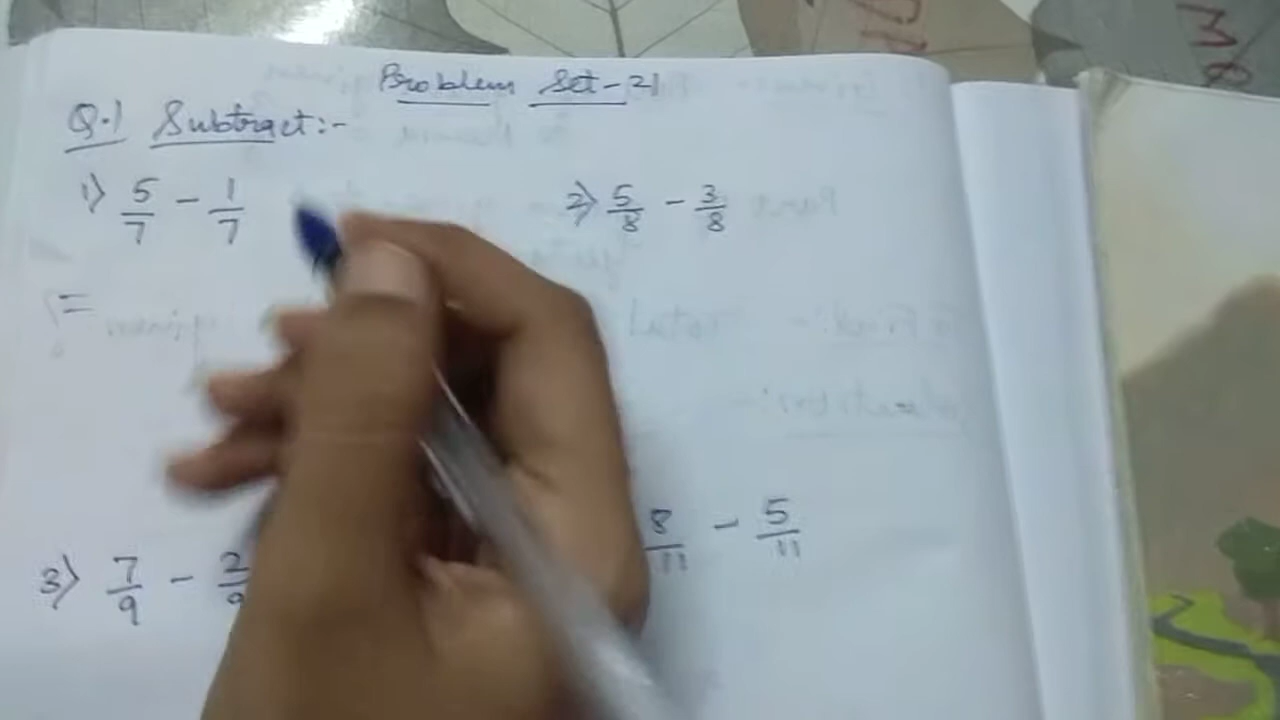 Problem Set-21
Q.1 Subtract:-
1) 5/7 - 1/7
2) 5/8 - 3/8
=
3) 7/9 - 2/9
8/11 - 5/11